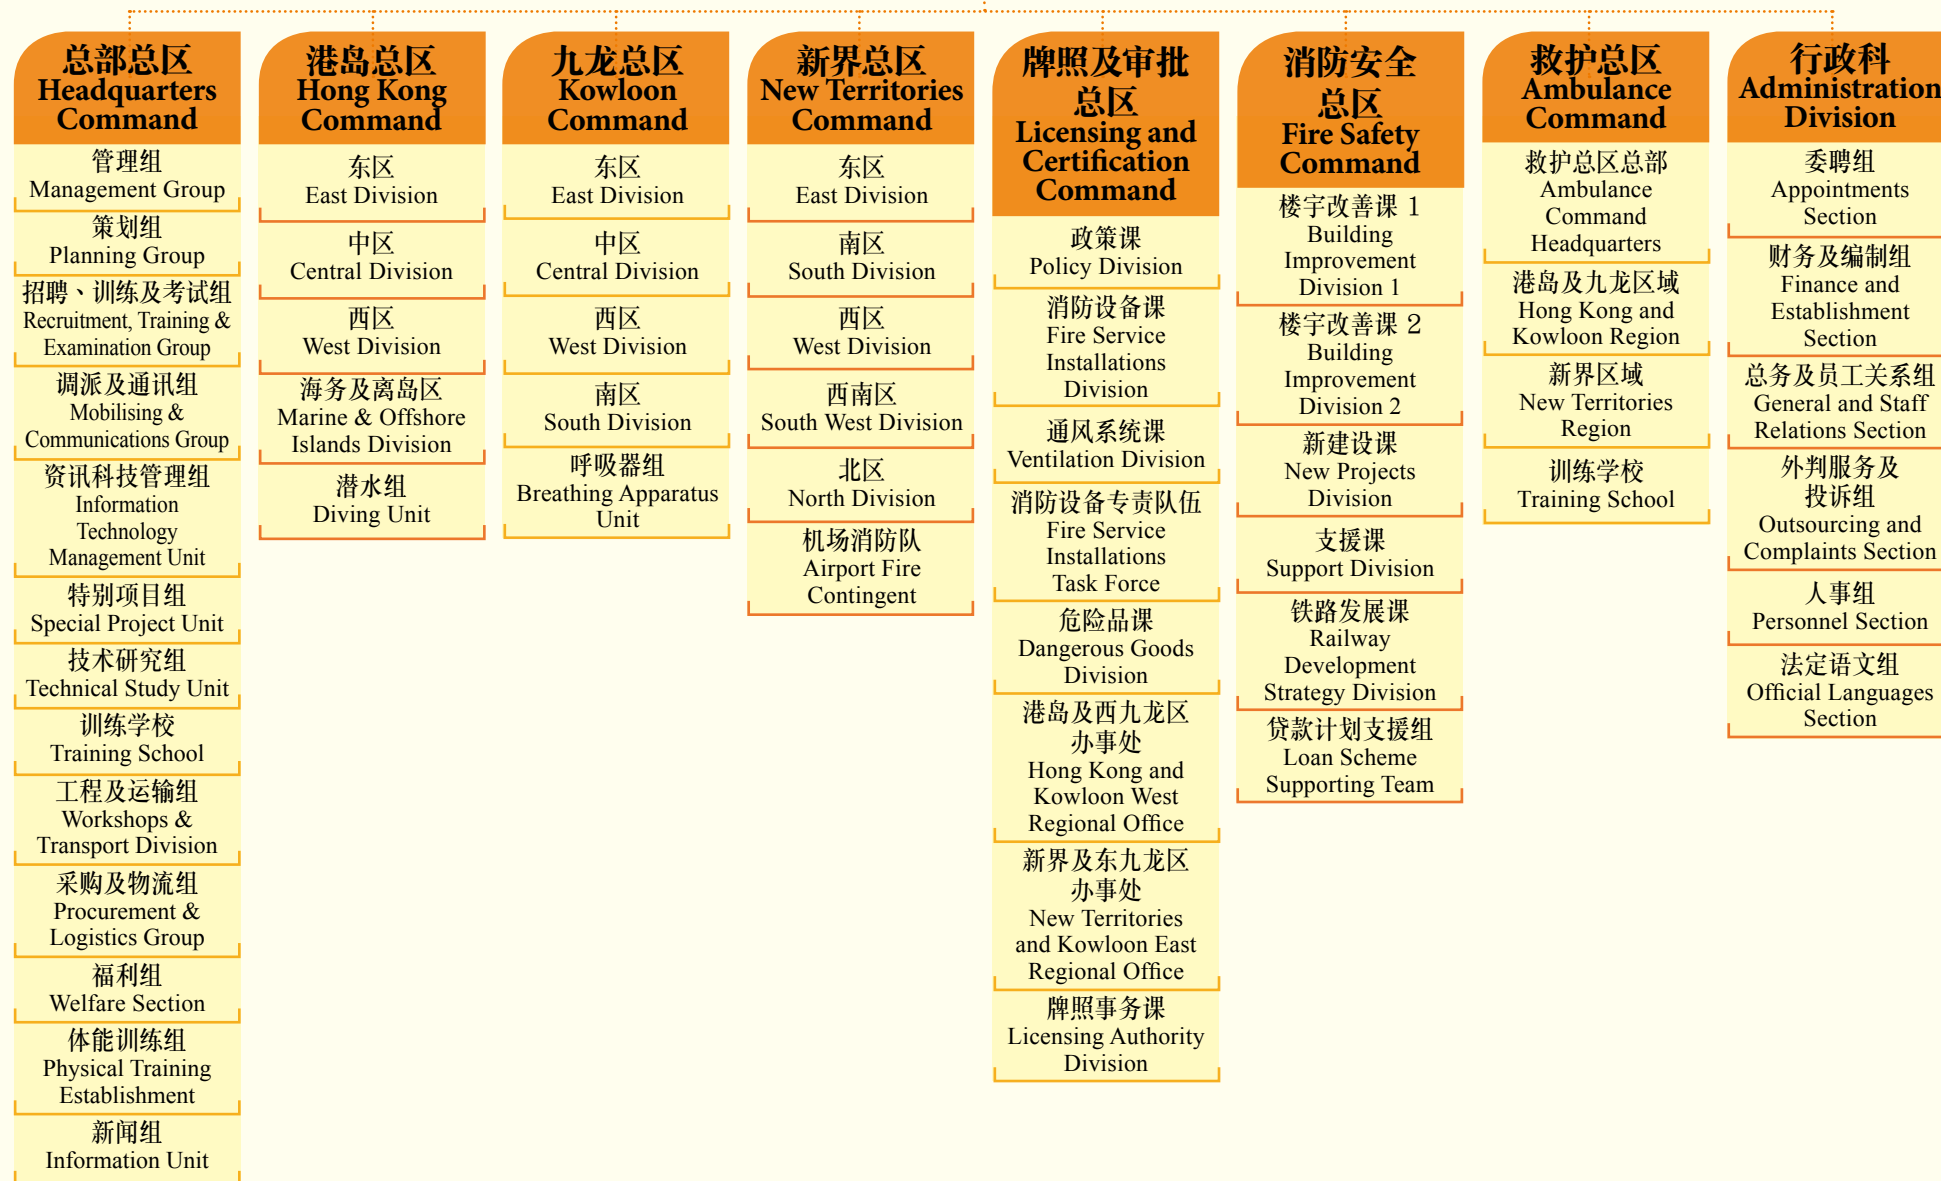 总部总区
Headquarters
Command
管理组
Management Group
策划组
Planning Group
招聘、训练及考试组
Recruitment, Training &
Examination Group
调派及通讯组
Mobilising &
Communications Group
资讯科技管理组
Information
Technology
Management Unit
特别项目组
Special Project Unit
技术研究组
Technical Study Unit
训练学校
Training School
工程及运输组
Workshops &
Transport Division
采购及物流组
Procurement &
Logistics Group
福利组
Welfare Section
体能训练组
Physical Training
Establishment
新闻组
Information Unit
港岛总区
Hong Kong
Command
东区
East Division
中区
Central Division
西区
West Division
海务及离岛区
Marine & Offshore
Islands Division
潜水组
Diving Unit
九龙总区
Kowloon
Command
东区
East Division
中区
Central Division
西区
West Division
南区
South Division
呼吸器组
Breathing Apparatus
Unit
新界总区
New Territories
Command
东区
East Division
南区
South Division
西区
West Division
西南区
South West Division
北区
North Division
机场消防队
Airport Fire
Contingent
牌照及审批
总区
Licensing and
Certification
Command
政策课
Policy Division
消防设备课
Fire Service
Installations
Division
通风系统课
Ventilation Division
消防设备专责队伍
Fire Service
Installations
Task Force
危险品课
Dangerous Goods
Division
港岛及西九龙区
办事处
Hong Kong and
Kowloon West
Regional Office
新界及东九龙区
办事处
New Territories
and Kowloon East
Regional Office
牌照事务课
Licensing Authority
Division
消防安全
总区
Fire Safety
Command
楼宇改善课 1
Building
Improvement
Division 1
楼宇改善课 2
Building
Improvement
Division 2
新建设课
New Projects
Division
支援课
Support Division
铁路发展课
Railway
Development
Strategy Division
贷款计划支援组
Loan Scheme
Supporting Team
救护总区
Ambulance
Command
救护总区总部
Ambulance
Command
Headquarters
港岛及九龙区域
Hong Kong and
Kowloon Region
新界区域
New Territories
Region
训练学校
Training School
行政科
Administration
Division
委聘组
Appointments
Section
财务及编制组
Finance and
Establishment
Section
总务及员工关系组
General and Staff
Relations Section
外判服务及
投诉组
Outsourcing and
Complaints Section
人事组
Personnel Section
法定语文组
Official Languages
Section